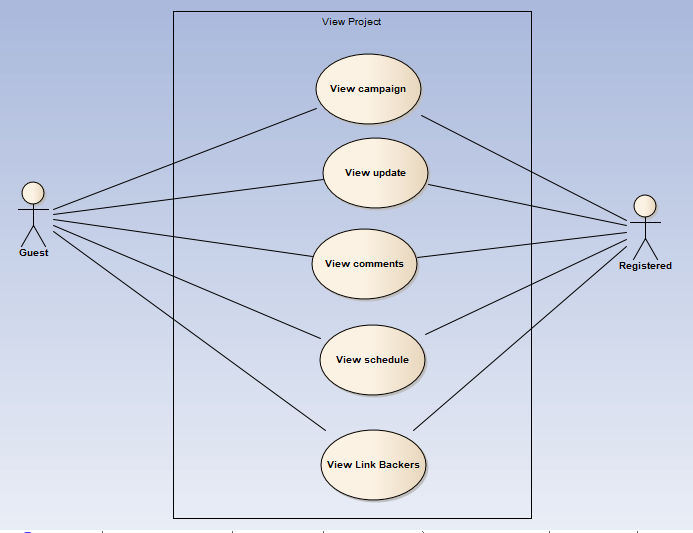 View Project
View campaign
View update
View comments
View schedule
View Link Backers
Guest
Registered